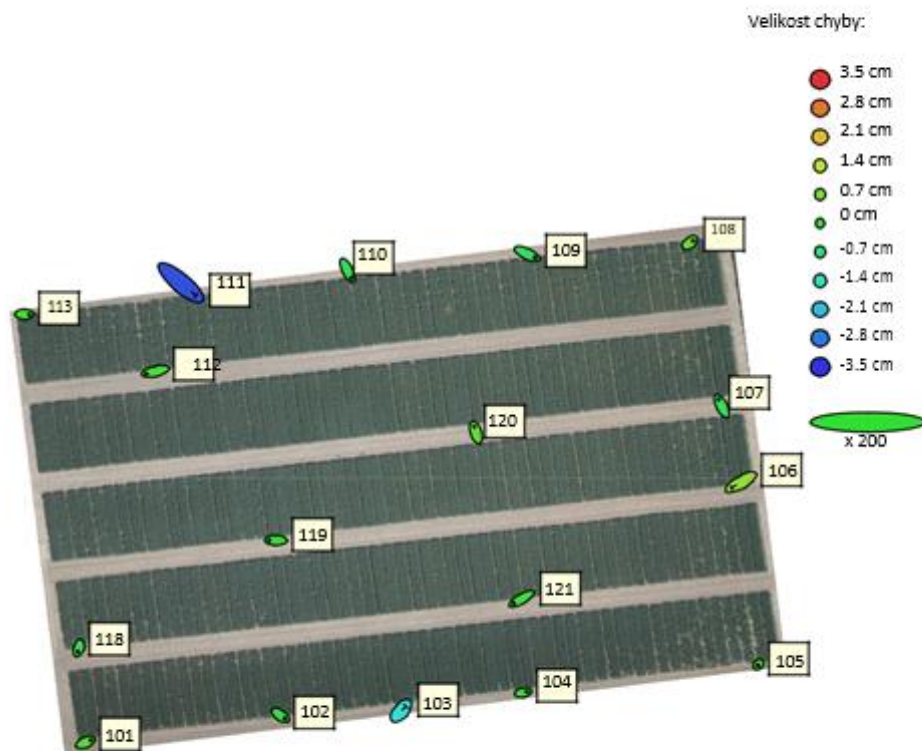 Velikost chyby:
3.5 cm
2.8 cm
2.1 cm
1.4 cm
0.7 cm
0 cm
-0.7 cm
-1.4 cm
-2.1 cm
-2.8 cm
-3.5 cm
x 200
108
109
110
111
113
112
107
120
106
119
121
118
105
104
103
102
101